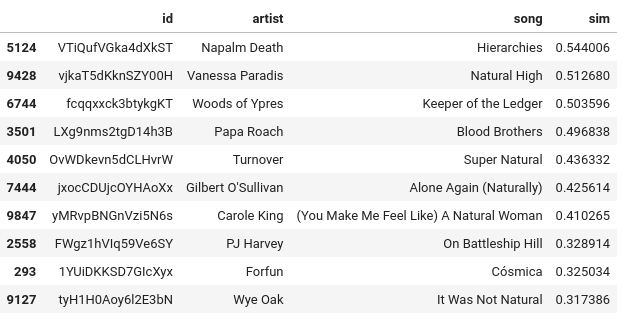 id artist song sim
5124 VTiQufVGka4dXkST Napalm Death Hierarchies 0.544006
9428 vjkaT5dKknSZY00H Vanessa Paradis Natural High 0.512680
6744 fcqqxxck3btykgKT Woods of Ypres Keeper of the Ledger 0.503596
3501 LXg9nms2tgD14h3B Papa Roach Blood Brothers 0.496838
4050 OvWDkevn5dCLHvrW Turnover Super Natural 0.436332
7444 jxocCDUjcOYHAoXx Gilbert O'Sullivan Alone Again (Naturally) 0.425614
9847 yMRvpBNGnVzi5N6s Carole King (You Make Me Feel Like) A Natural Woman 0.410265
2558 FWgz1hVIq59Ve6SY PJ Harvey On Battleship Hill 0.328914
293 1YUiDKKSD7GIcXyx Forfun Cósmica 0.325034
9127 tyH1H0Aoy6l2E3bN Wye Oak It Was Not Natural 0.317386